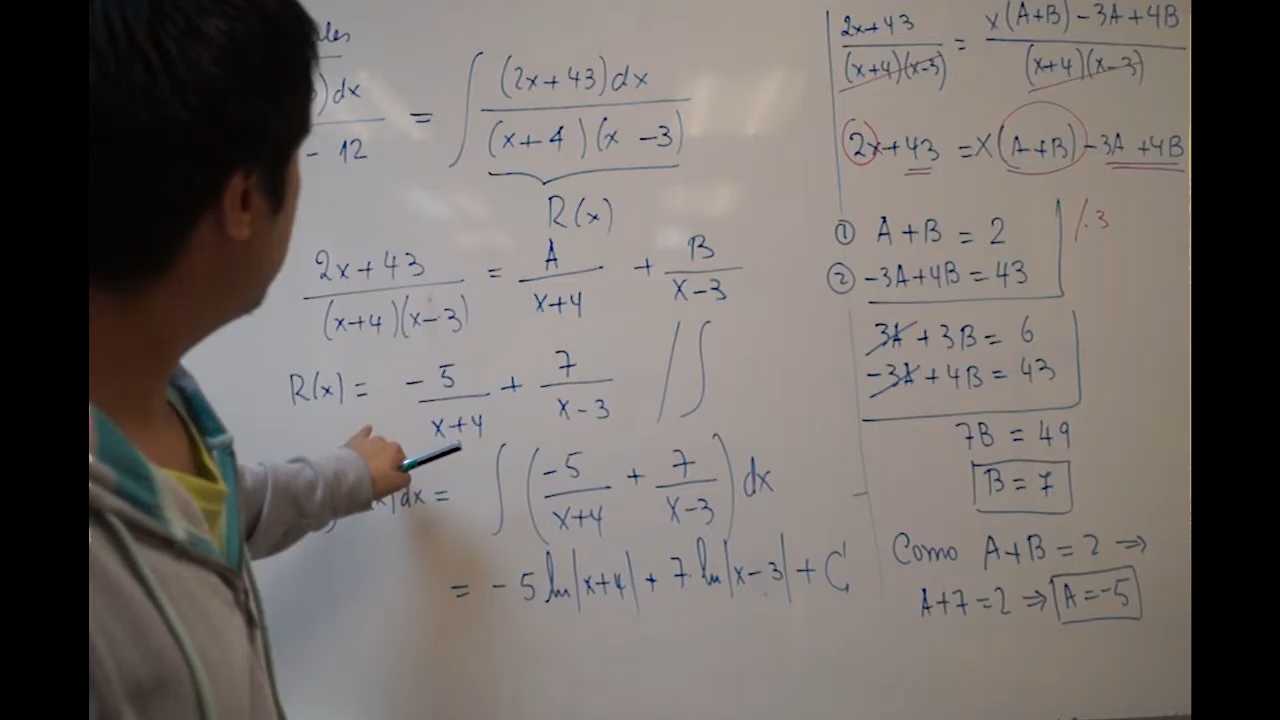 )dx = ∫ (2x+43)dx / (x+4)(x-3)
- 12
R(x)
2x+43 / (x+4)(x-3) = A / x+4 + B / x-3
R(x) = -5 / x+4 + 7 / x-3 / ∫
dx = ∫ (-5 / x+4 + 7 / x-3) dx
= -5 ln|x+4| + 7 ln|x-3| + C
2x+43 / (x+4)(x-3) = x(A+B) - 3A + 4B / (x+4)(x-3)
2x+43 = x(A+B) - 3A + 4B
① A+B = 2 /·3
② -3A+4B = 43
3A + 3B = 6
-3A + 4B = 43
7B = 49
B = 7
Como A+B = 2 ⇒
A+7 = 2 ⇒ A = -5